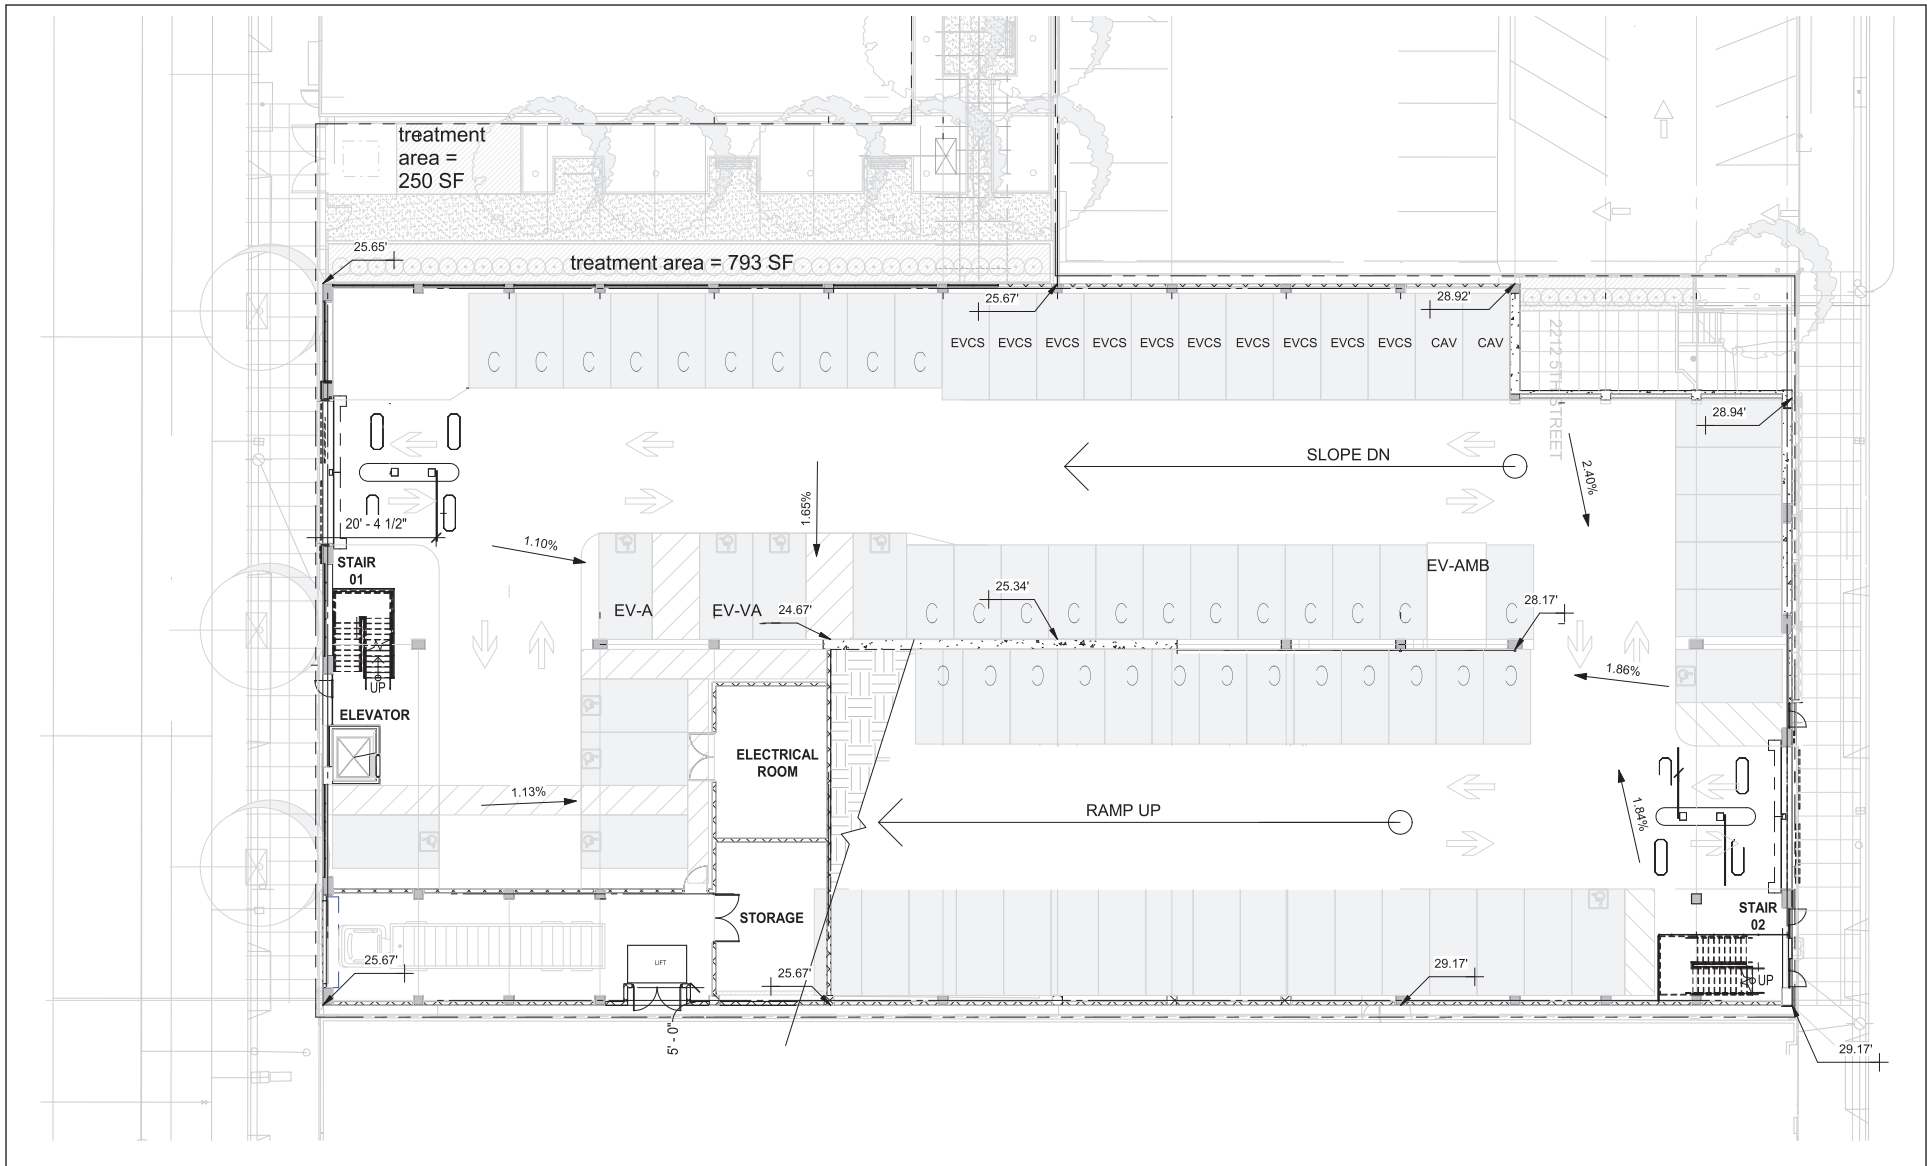 treatment
area =
250 SF
25.65'
treatment area = 793 SF
25.67'
28.92'
C C C C C C C C C C EVCS EVCS EVCS EVCS EVCS EVCS EVCS EVCS EVCS EVCS CAV CAV
2212 5TH STREET
28.94'
SLOPE DN
2.40%
1.65%
20' - 4 1/2"
1.10%
STAIR
01
EV-AMB
25.34'
EV-A
EV-VA
24.67'
28.17'
C C C C C C C C C C C C
C C C C C C C C C C C C C
1.86%
UP
ELEVATOR
ELECTRICAL
ROOM
1.13%
RAMP UP
1.84%
STORAGE
STAIR
02
25.67'
LIFT
25.67'
29.17'
UP
5' - 0"
29.17'